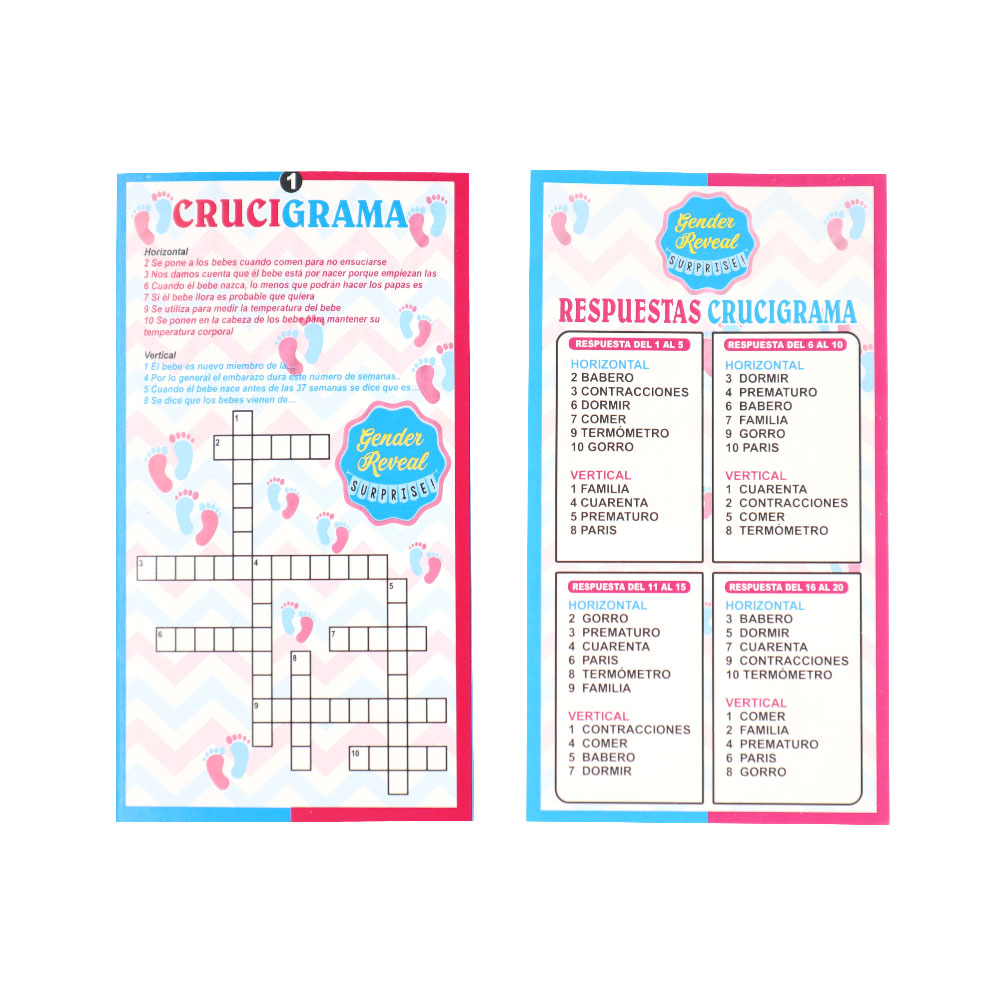 1
CRUCIGRAMA
Horizontal
2 Se pone a los bebes cuando comen para no ensuciarse
3 Nos damos cuenta que él bebe está por nacer porque empiezan las
6 Cuando él bebe nazca, lo menos que podrán hacer los papas es
7 Sí él bebe llora es probable que quiera
9 Se utiliza para medir la temperatura del bebe
10 Se ponen en la cabeza de los bebe para mantener su
temperatura corporal
Vertical
1 Él bebe es nuevo miembro de la...
4 Por lo general el embarazo dura este número de semanas..
5 Cuando él bebe nace antes de las 37 semanas se dice que es...
8 Se dice que los bebes vienen de...
1
2
Gender
Reveal
SURPRISE!
3
4
5
6
7
8
9
10
Gender
Reveal
SURPRISE!
RESPUESTAS CRUCIGRAMA
RESPUESTA DEL 1 AL 5
HORIZONTAL
2 BABERO
3 CONTRACCIONES
6 DORMIR
7 COMER
9 TERMÓMETRO
10 GORRO
VERTICAL
1 FAMILIA
4 CUARENTA
5 PREMATURO
8 PARIS
RESPUESTA DEL 6 AL 10
HORIZONTAL
3 DORMIR
4 PREMATURO
6 BABERO
7 FAMILIA
9 GORRO
10 PARIS
VERTICAL
1 CUARENTA
2 CONTRACCIONES
5 COMER
8 TERMÓMETRO
RESPUESTA DEL 11 AL 15
HORIZONTAL
2 GORRO
3 PREMATURO
4 CUARENTA
6 PARIS
8 TERMÓMETRO
9 FAMILIA
VERTICAL
1 CONTRACCIONES
4 COMER
5 BABERO
7 DORMIR
RESPUESTA DEL 16 AL 20
HORIZONTAL
3 BABERO
5 DORMIR
7 CUARENTA
9 CONTRACCIONES
10 TERMÓMETRO
VERTICAL
1 COMER
2 FAMILIA
4 PREMATURO
6 PARIS
8 GORRO